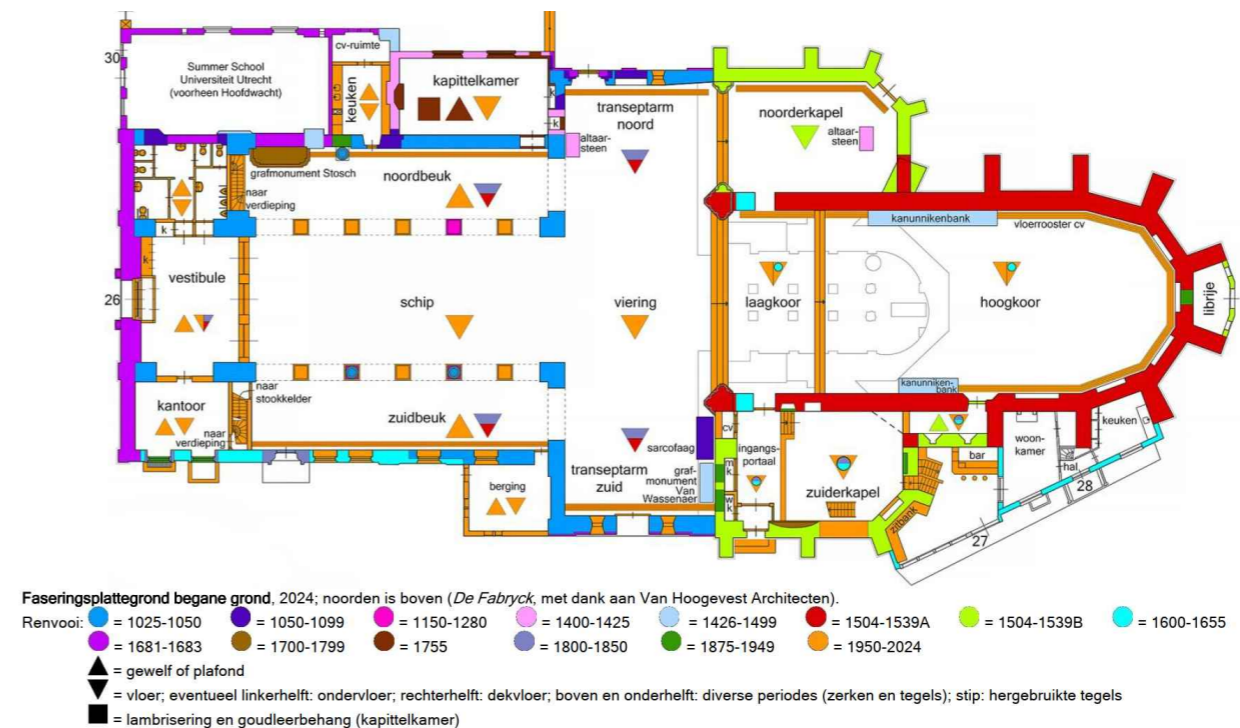 30
Summer School
Universiteit Utrecht
(voorheen Hoofdwacht)
cv-ruimte
keuken
kapittelkamer
k
k
transeptarm
noord
altaar-
steen
noorderkapel
altaar-
steen
grafmonument Stosch
noordbeuk
naar
verdieping
k
k
vestibule
26
schip
viering
laagkoor
kanunnikenbank
vloerrooster cv
hoogkoor
librije
kanunniken-
bank
kantoor
naar
verdieping
naar
stookkelder
zuidbeuk
berging
transeptarm
zuid
sarcofaag
graf-
monument
Van
Wassenaer
cv
mk
wk
ingangs-
portaal
zuiderkapel
bar
zitbank
woon-
kamer
hal
keuken
28
27
Faseringsplattegrond begane grond, 2024; noorden is boven (De Fabryck, met dank aan Van Hoogevest Architecten).
Renvooi: = 1025-1050 = 1050-1099 = 1150-1280 = 1400-1425 = 1426-1499 = 1504-1539A = 1504-1539B = 1600-1655
= 1681-1683 = 1700-1799 = 1755 = 1800-1850 = 1875-1949 = 1950-2024
= gewelf of plafond
= vloer; eventueel linkerhelft: ondervloer; rechterhelft: dekvloer; boven en onderhelft: diverse periodes (zerken en tegels); stip: hergebruikte tegels
= lambrisering en goudleerbehang (kapittelkamer)